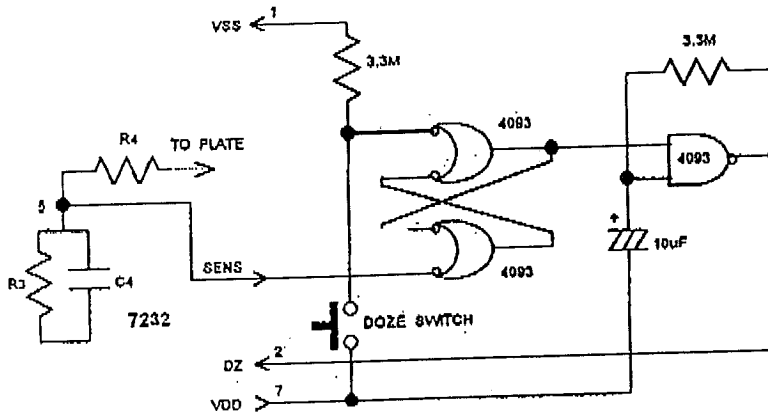 VSS
1
3.3M
3.3M
4093
R4
TO PLATE
4093
5
+
10uF
SENS
4093
R3
C4
7232
DOZE SWITCH
DZ
2
VDD
7